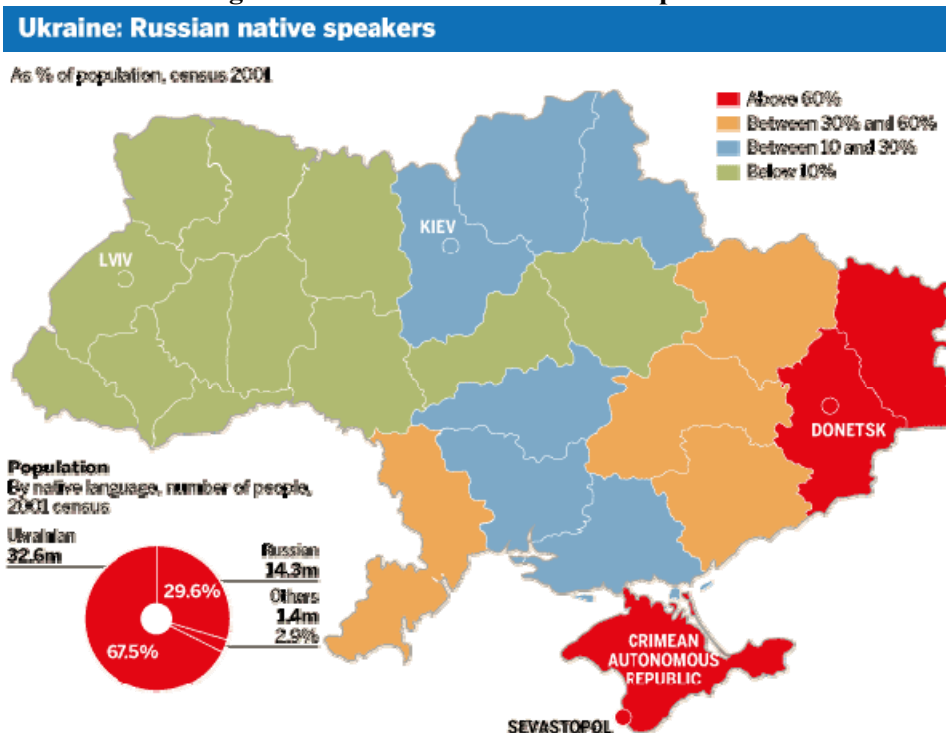 Ukraine: Russian native speakers
As % of population, census 2001
Above 60%
Between 30% and 60%
Between 10 and 30%
Below 10%
KIEV
LVIV
DONETSK
Population
By native language, number of people,
2001 census
Ukrainian
32.6m
Russian
14.3m
29.6%
Others
1.4m
2.9%
67.5%
CRIMEAN
AUTONOMOUS
REPUBLIC
SEVASTOPOL